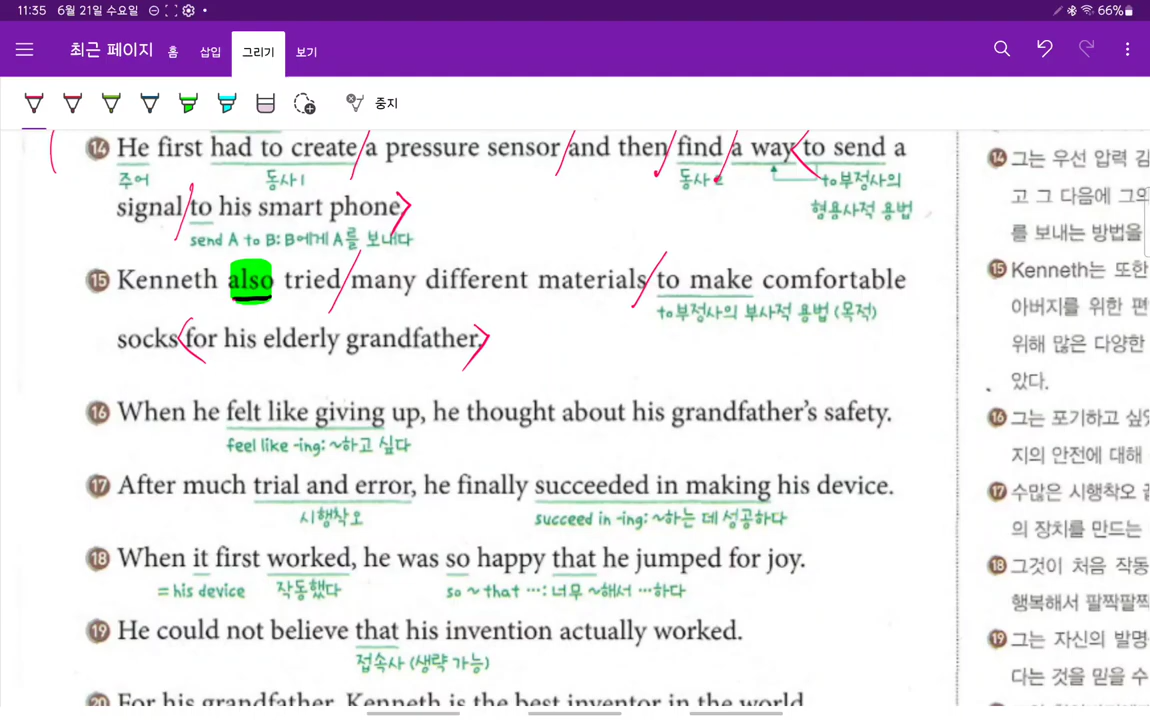 11:35 6월 21일 수요일 66%
최근 페이지 홈 삽입 그리기 보기
중지
⑭ He first had to create a pressure sensor and then find a way to send a
주어 동사1 동사2 to부정사의
signal to his smart phone. 형용사적 용법
send A to B: B에게 A를 보내다
⑮ Kenneth also tried many different materials to make comfortable
to부정사의 부사적 용법 (목적)
socks for his elderly grandfather.
⑯ When he felt like giving up, he thought about his grandfather's safety.
feel like -ing: ~하고 싶다
⑰ After much trial and error, he finally succeeded in making his device.
시행착오 succeed in -ing: ~하는 데 성공하다
⑱ When it first worked, he was so happy that he jumped for joy.
= his device 작동했다 so ~ that …: 너무 ~해서 …하다
⑲ He could not believe that his invention actually worked.
접속사 (생략 가능)
⑳ For his grandfather, Kenneth is the best inventor in the world
⑭ 그는 우선 압력 감
고 그 다음에 그의
를 보내는 방법을
⑮ Kenneth는 또한
아버지를 위한 편
위해 많은 다양한
았다.
⑯ 그는 포기하고 싶었
지의 안전에 대해
⑰ 수많은 시행착오 끝
의 장치를 만드는
⑱ 그것이 처음 작동
행복해서 팔짝팔짝
⑲ 그는 자신의 발명
다는 것을 믿을 수